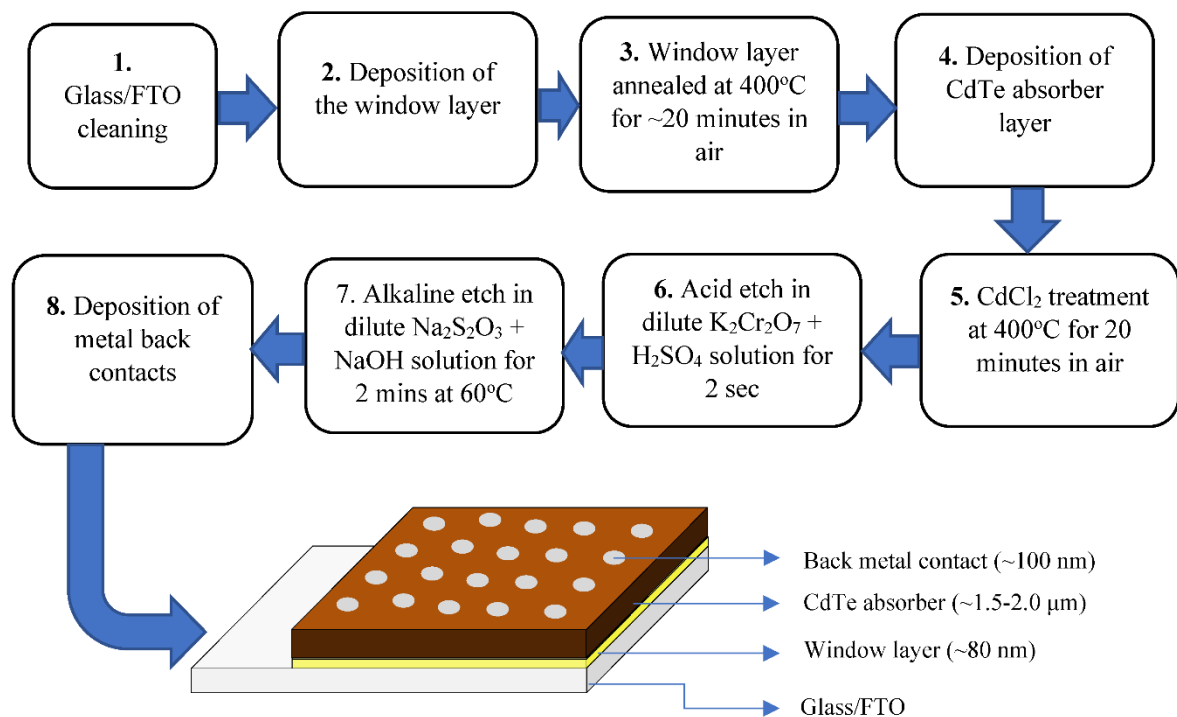 1.
Glass/FTO
cleaning
2. Deposition of
the window layer
3. Window layer
annealed at 400ºC
for ~20 minutes in
air
4. Deposition of
CdTe absorber
layer
5. CdCl₂ treatment
at 400ºC for 20
minutes in air
6. Acid etch in
dilute K₂Cr₂O₇ +
H₂SO₄ solution for
2 sec
7. Alkaline etch in
dilute Na₂S₂O₃ +
NaOH solution for
2 mins at 60ºC
8. Deposition of
metal back
contacts
Back metal contact (~100 nm)
CdTe absorber (~1.5-2.0 μm)
Window layer (~80 nm)
Glass/FTO